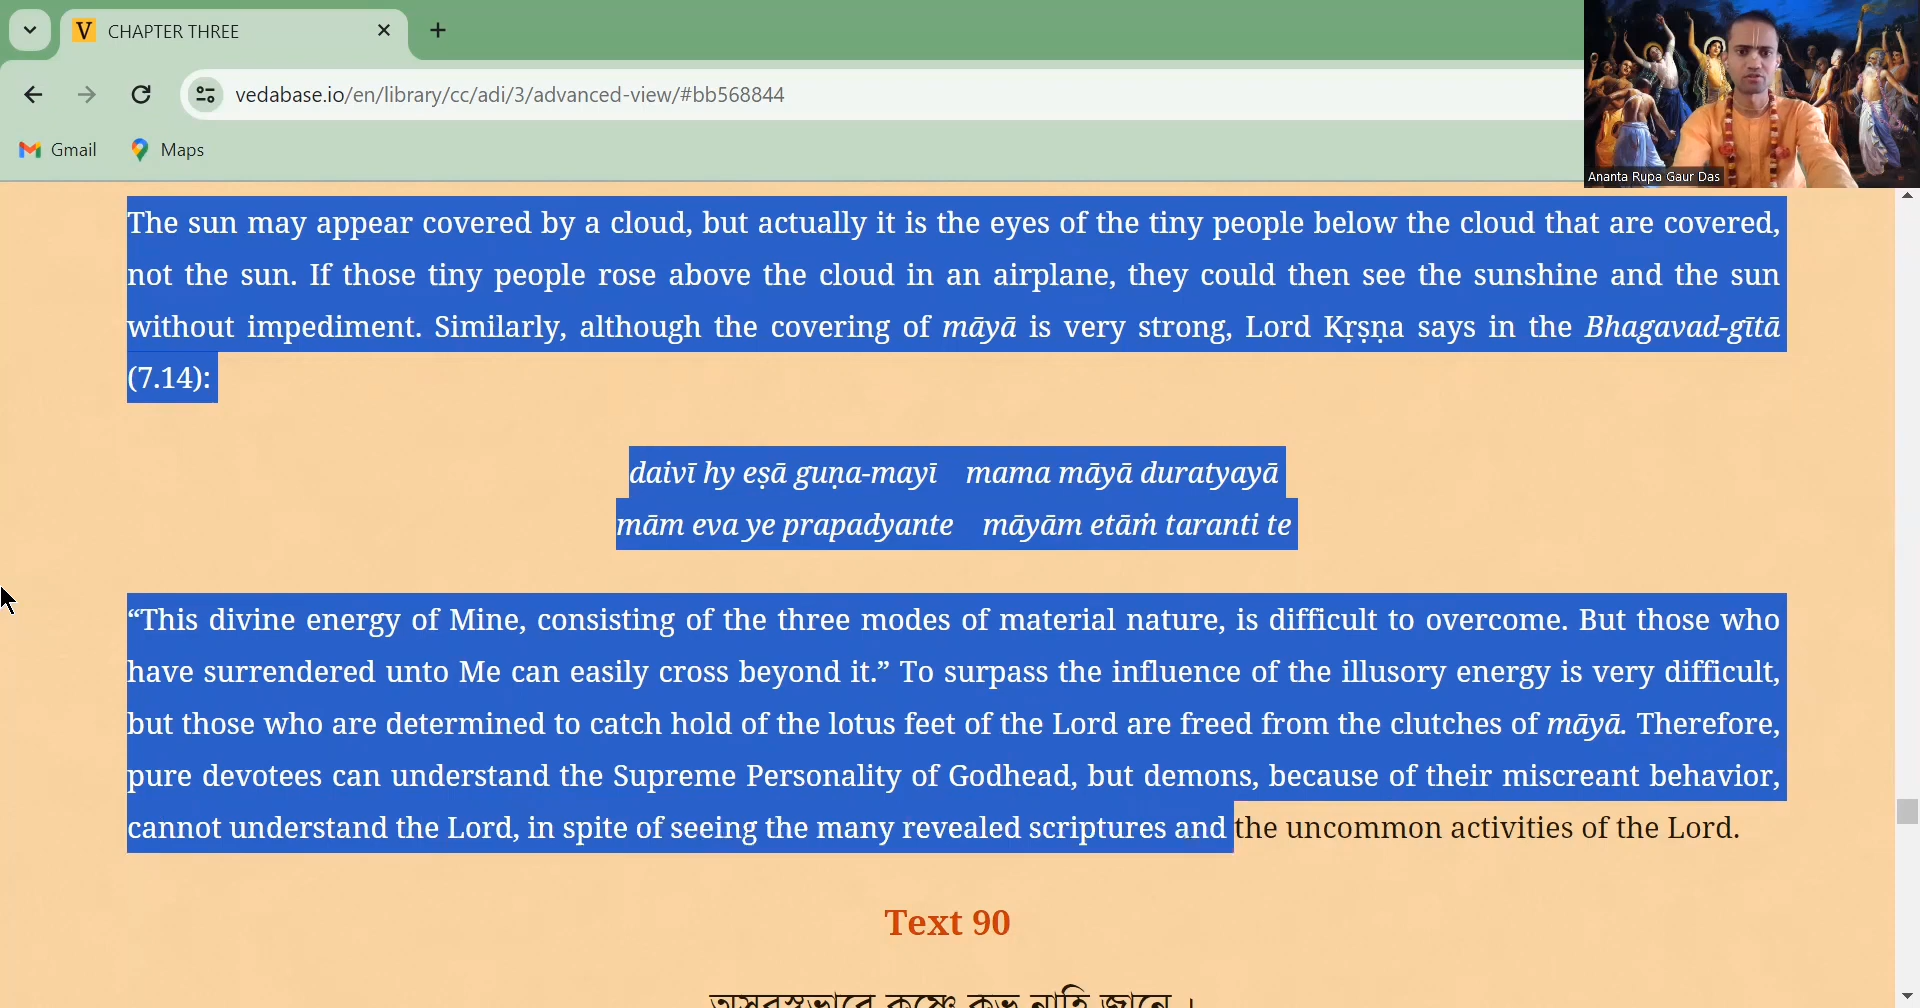 V CHAPTER THREE
vedabase.io/en/library/cc/adi/3/advanced-view/#bb568844
Gmail Maps
Ananta Rupa Gaur Das
The sun may appear covered by a cloud, but actually it is the eyes of the tiny people below the cloud that are covered,
not the sun. If those tiny people rose above the cloud in an airplane, they could then see the sunshine and the sun
without impediment. Similarly, although the covering of māyā is very strong, Lord Kṛṣṇa says in the Bhagavad-gītā
(7.14):
daivī hy eṣā guṇa-mayī mama māyā duratyayā
mām eva ye prapadyante māyām etāṁ taranti te
“This divine energy of Mine, consisting of the three modes of material nature, is difficult to overcome. But those who
have surrendered unto Me can easily cross beyond it.” To surpass the influence of the illusory energy is very difficult,
but those who are determined to catch hold of the lotus feet of the Lord are freed from the clutches of māyā. Therefore,
pure devotees can understand the Supreme Personality of Godhead, but demons, because of their miscreant behavior,
cannot understand the Lord, in spite of seeing the many revealed scriptures and the uncommon activities of the Lord.
Text 90
অসুরস্বভাবে কৃষ্ণে কভু নাহি জানে ।